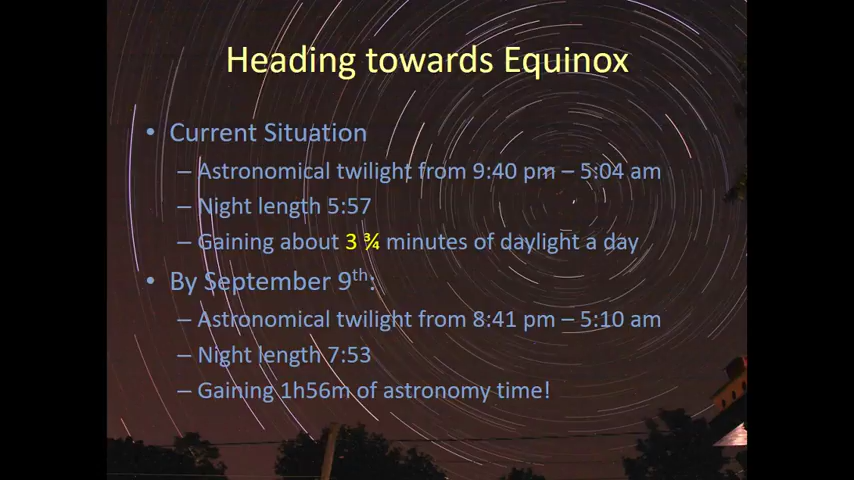 Heading towards Equinox
• Current Situation
– Astronomical twilight from 9:40 pm – 5:04 am
– Night length 5:57
– Gaining about 3 ¾ minutes of daylight a day
• By September 9th:
– Astronomical twilight from 8:41 pm – 5:10 am
– Night length 7:53
– Gaining 1h56m of astronomy time!